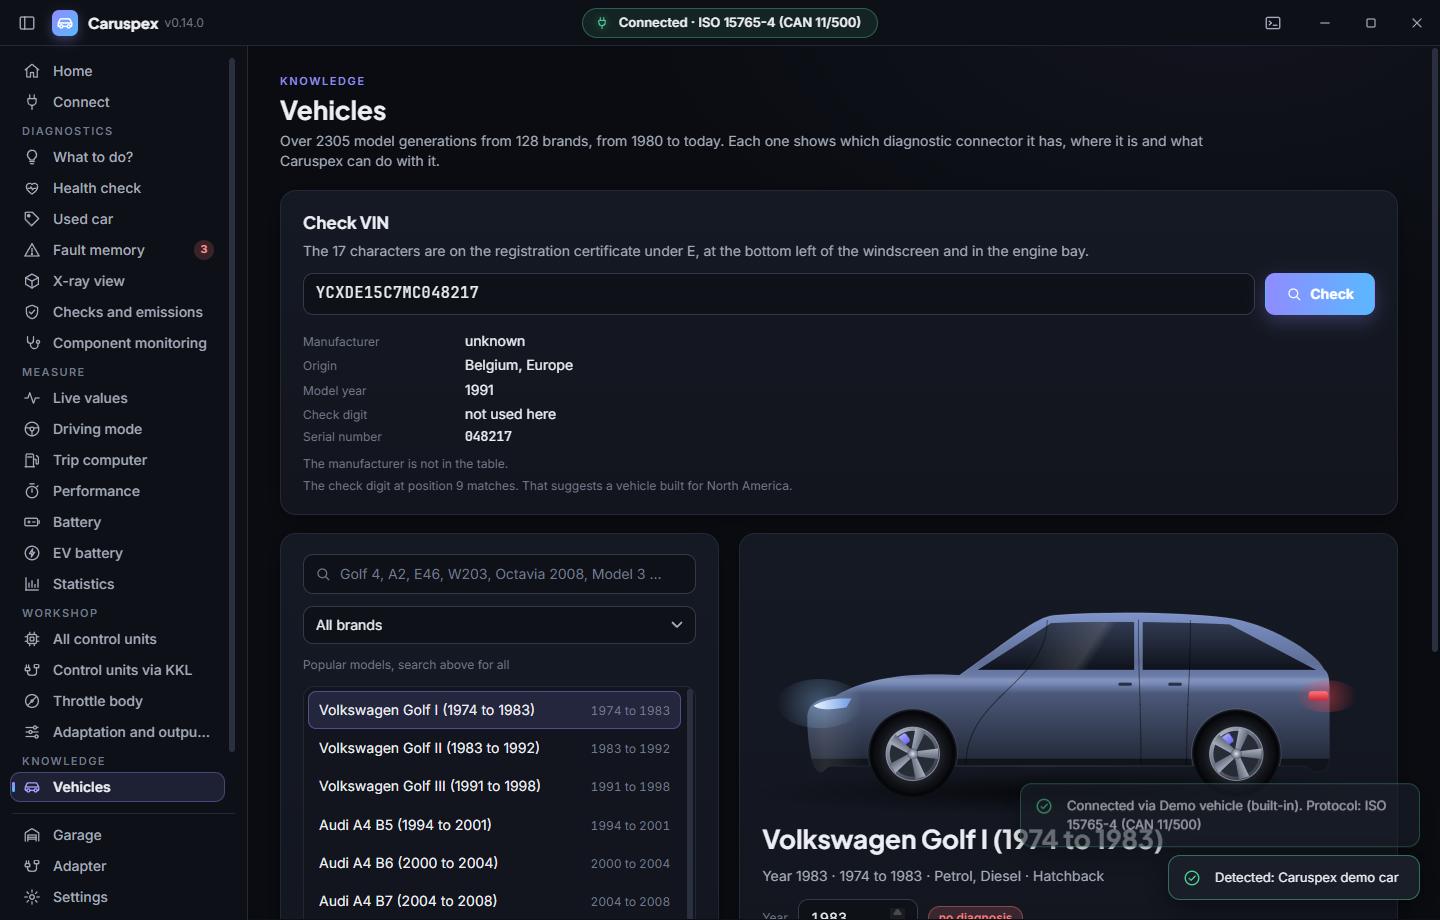 Caruspex v0.14.0
Connected · ISO 15765-4 (CAN 11/500)
Home
Connect
DIAGNOSTICS
What to do?
Health check
Used car
Fault memory 3
X-ray view
Checks and emissions
Component monitoring
MEASURE
Live values
Driving mode
Trip computer
Performance
Battery
EV battery
Statistics
WORKSHOP
All control units
Control units via KKL
Throttle body
Adaptation and outpu...
KNOWLEDGE
Vehicles
Garage
Adapter
Settings
KNOWLEDGE
Vehicles
Over 2305 model generations from 128 brands, from 1980 to today. Each one shows which diagnostic connector it has, where it is and what
Caruspex can do with it.
Check VIN
The 17 characters are on the registration certificate under E, at the bottom left of the windscreen and in the engine bay.
YCXDE15C7MC048217
Check
Manufacturer unknown
Origin Belgium, Europe
Model year 1991
Check digit not used here
Serial number 048217
The manufacturer is not in the table.
The check digit at position 9 matches. That suggests a vehicle built for North America.
Golf 4, A2, E46, W203, Octavia 2008, Model 3 ...
All brands
Popular models, search above for all
Volkswagen Golf I (1974 to 1983) 1974 to 1983
Volkswagen Golf II (1983 to 1992) 1983 to 1992
Volkswagen Golf III (1991 to 1998) 1991 to 1998
Audi A4 B5 (1994 to 2001) 1994 to 2001
Audi A4 B6 (2000 to 2004) 2000 to 2004
Audi A4 B7 (2004 to 2008) 2004 to 2008
Volkswagen Golf I (1974 to 1983)
Year 1983 · 1974 to 1983 · Petrol, Diesel · Hatchback
Year 1983 no diagnosis
Connected via Demo vehicle (built-in). Protocol: ISO
15765-4 (CAN 11/500)
Detected: Caruspex demo car